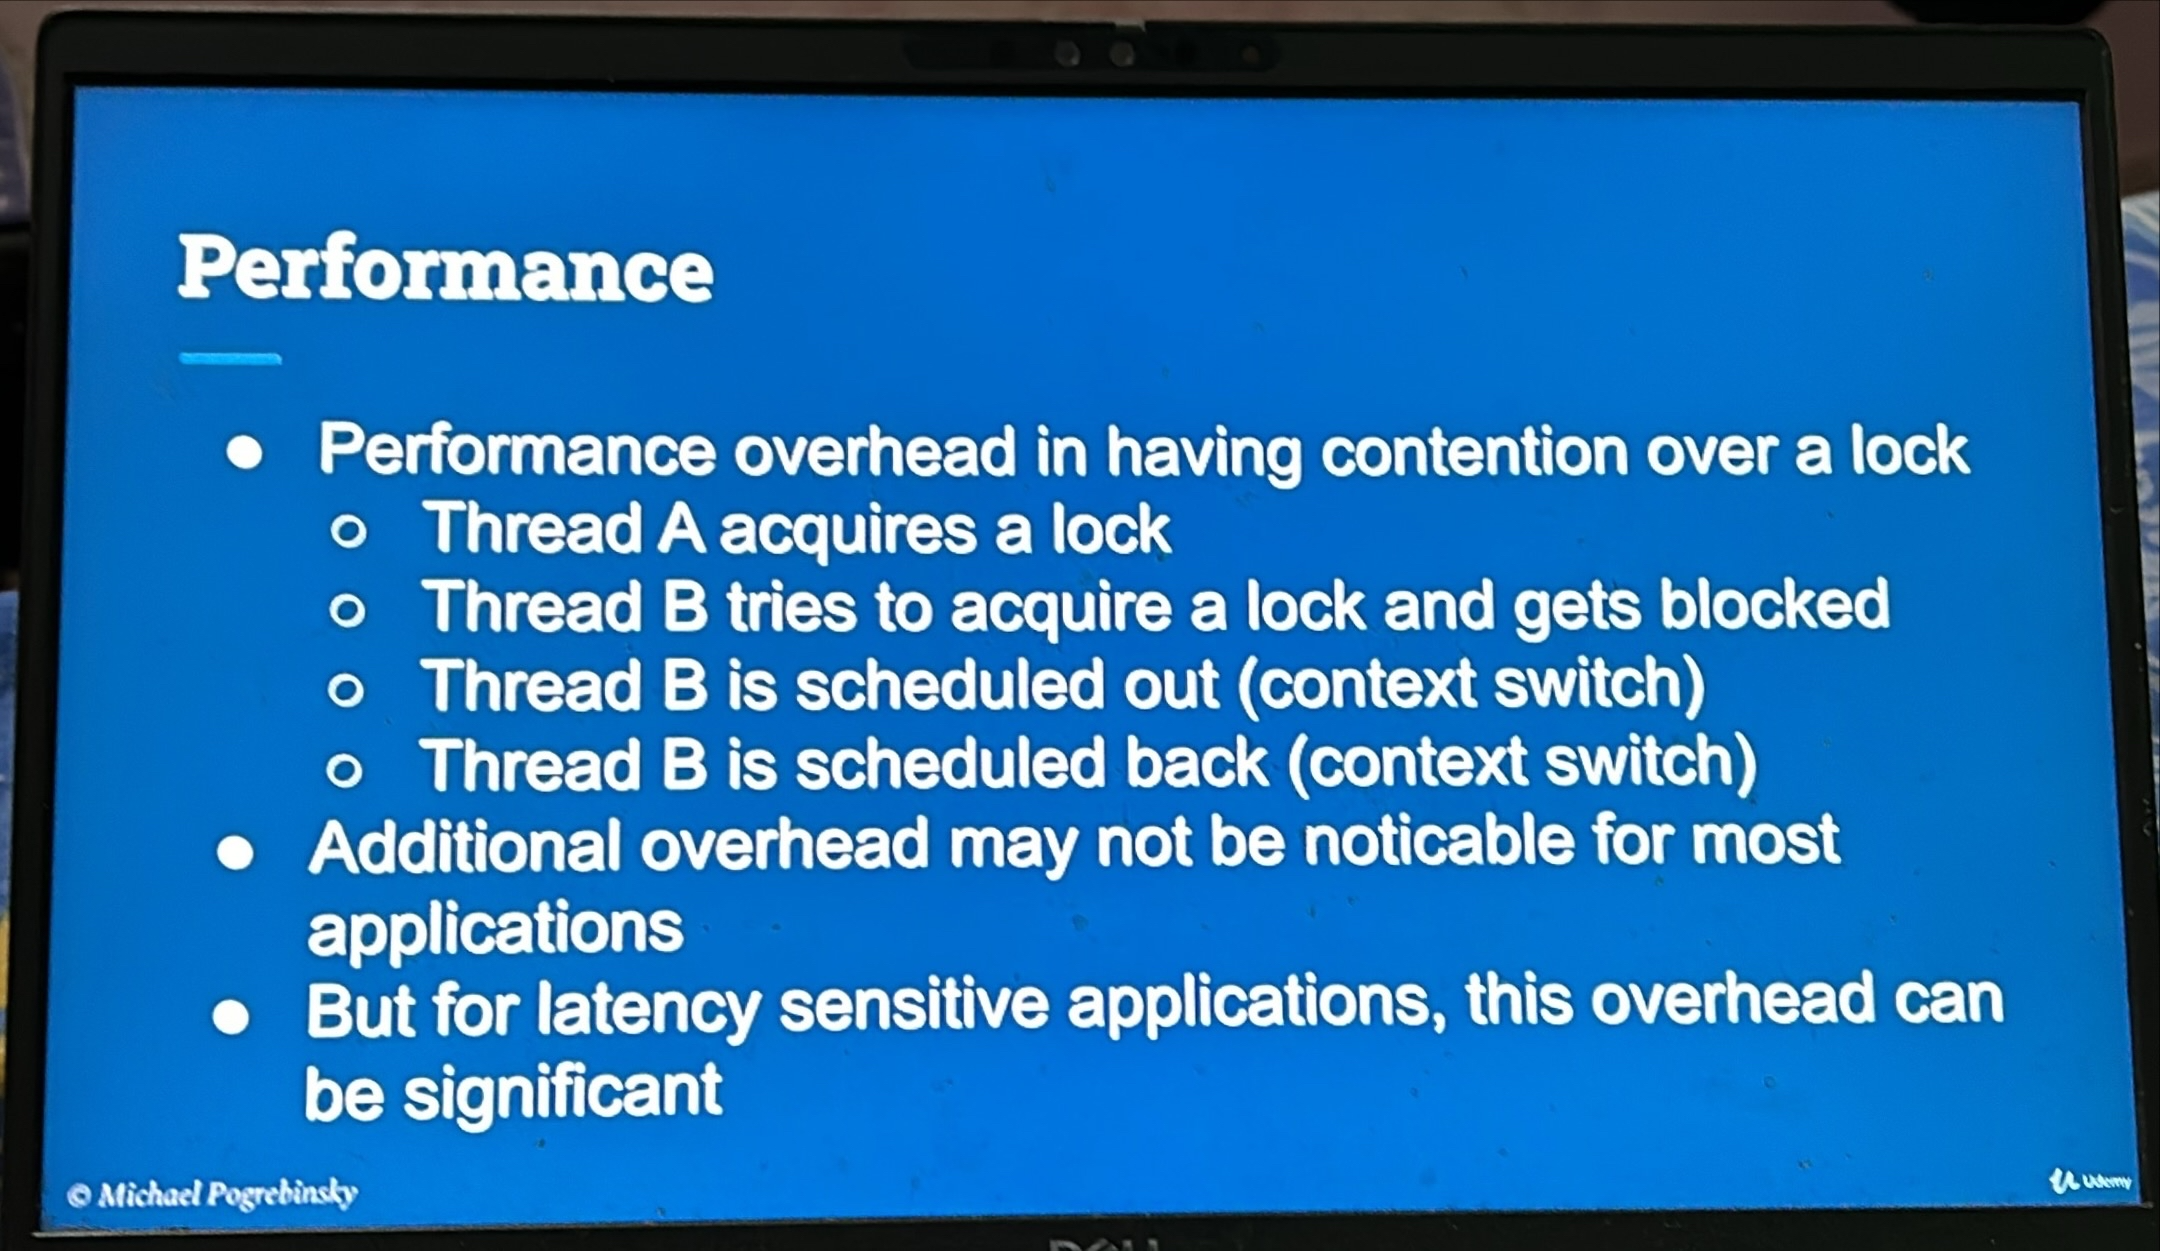 Performance
● Performance overhead in having contention over a lock
○ Thread A acquires a lock
○ Thread B tries to acquire a lock and gets blocked
○ Thread B is scheduled out (context switch)
○ Thread B is scheduled back (context switch)
● Additional overhead may not be noticable for most
applications
● But for latency sensitive applications, this overhead can
be significant
© Michael Pogrebinsky
Udemy
DELL